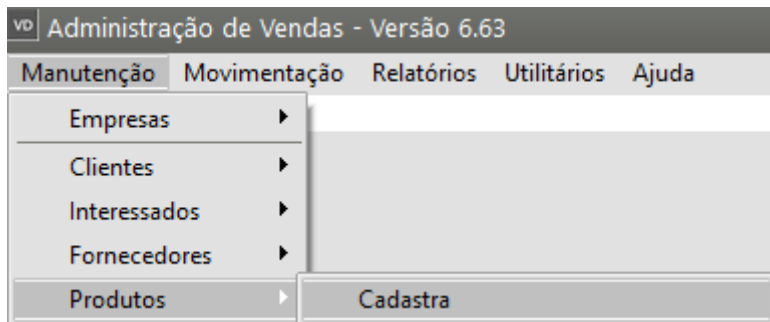 VD Administração de Vendas - Versão 6.63
Manutenção Movimentação Relatórios Utilitários Ajuda
Empresas
Clientes
Interessados
Fornecedores
Produtos Cadastra